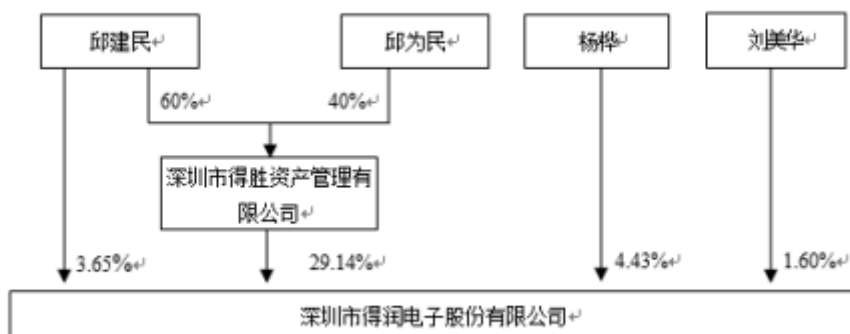 邱建民
邱为民
杨桦
刘美华
60%
40%
深圳市得胜资产管理有
限公司
3.65%
29.14%
4.43%
1.60%
深圳市得润电子股份有限公司